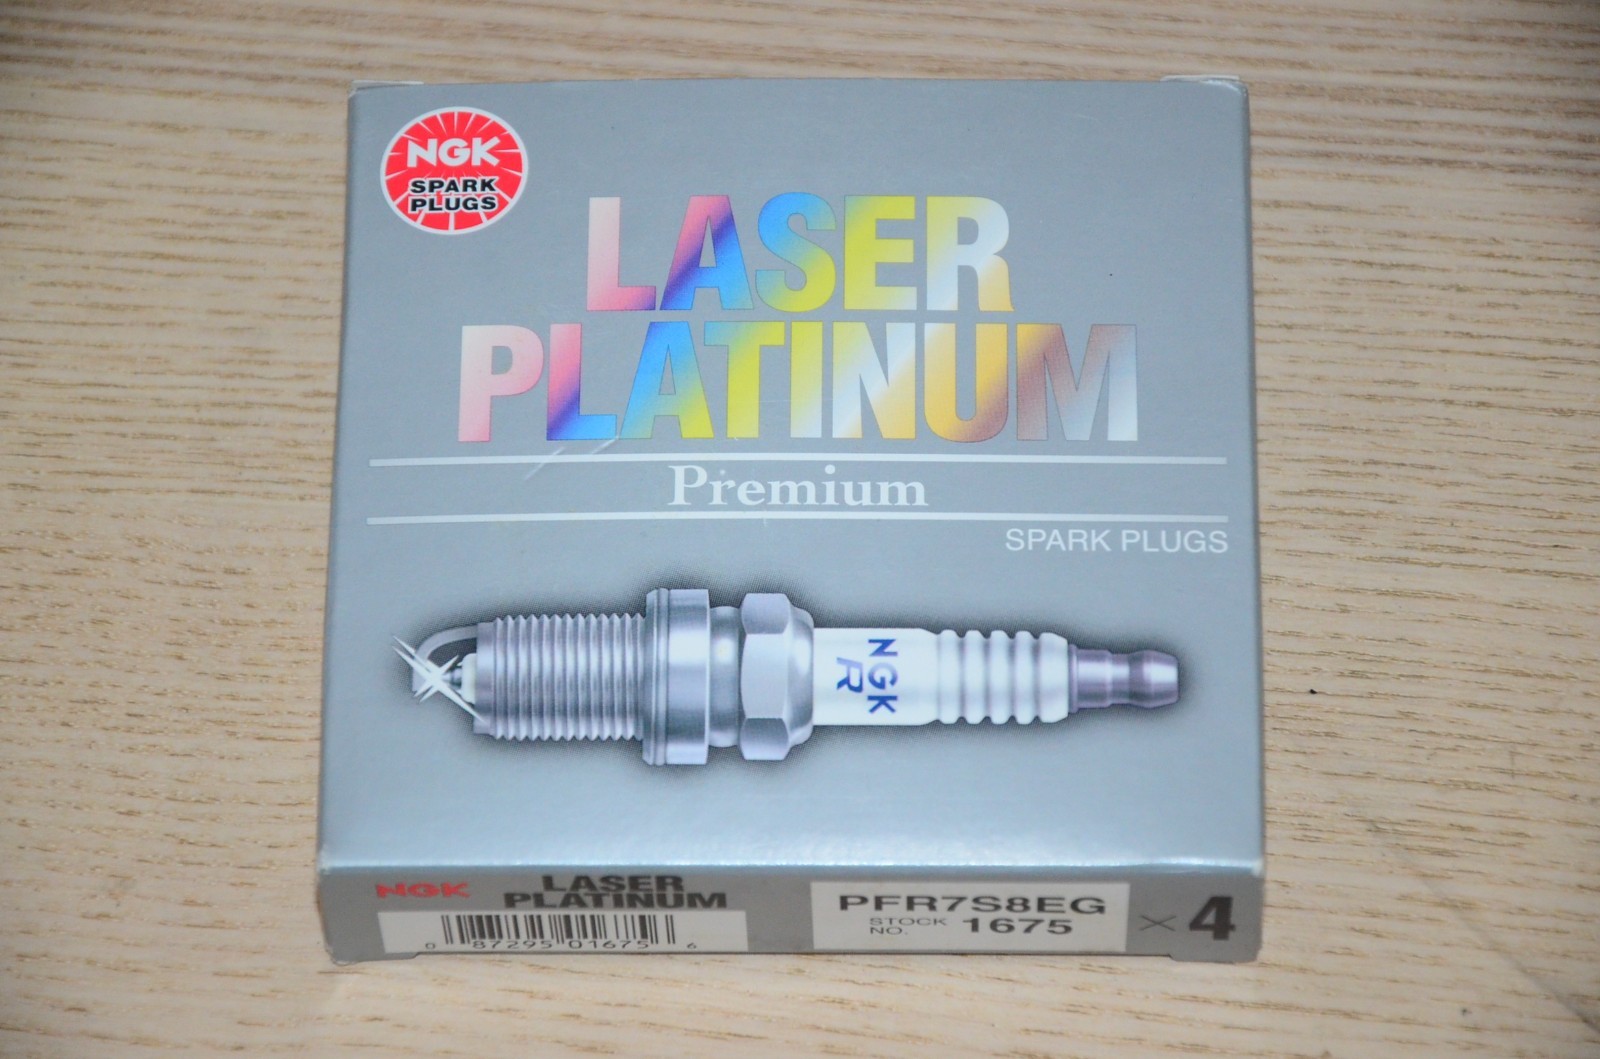 NGK
SPARK
PLUGS
LASER
PLATINUM
Premium
SPARK PLUGS
NGK
R
NGK
LASER
PLATINUM
0 87295 01675 6
PFR7S8EG
STOCK
NO. 1675
× 4